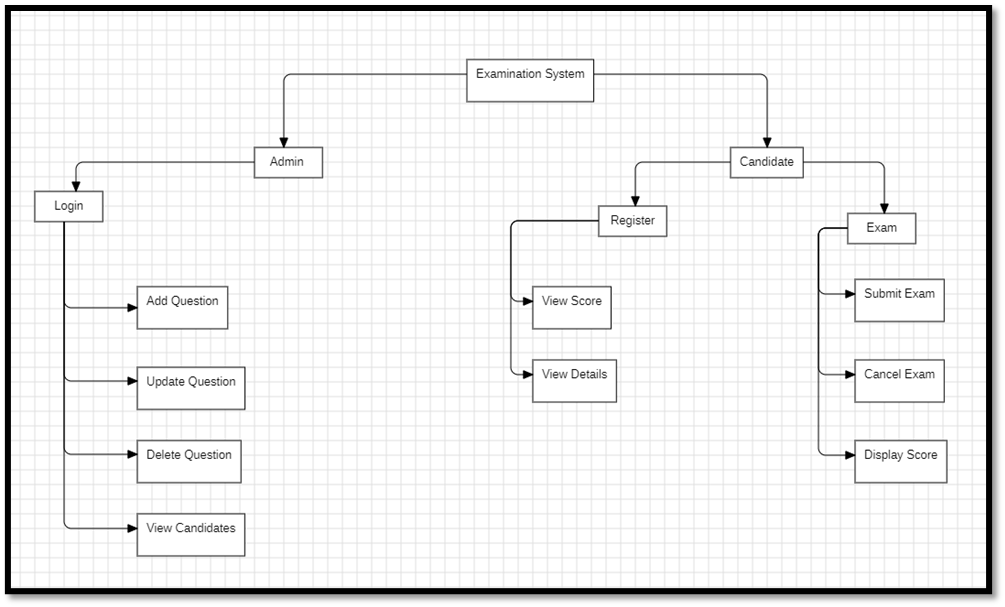 Examination System
Admin
Candidate
Login
Register
Exam
Add Question
View Score
Submit Exam
Update Question
View Details
Cancel Exam
Delete Question
Display Score
View Candidates